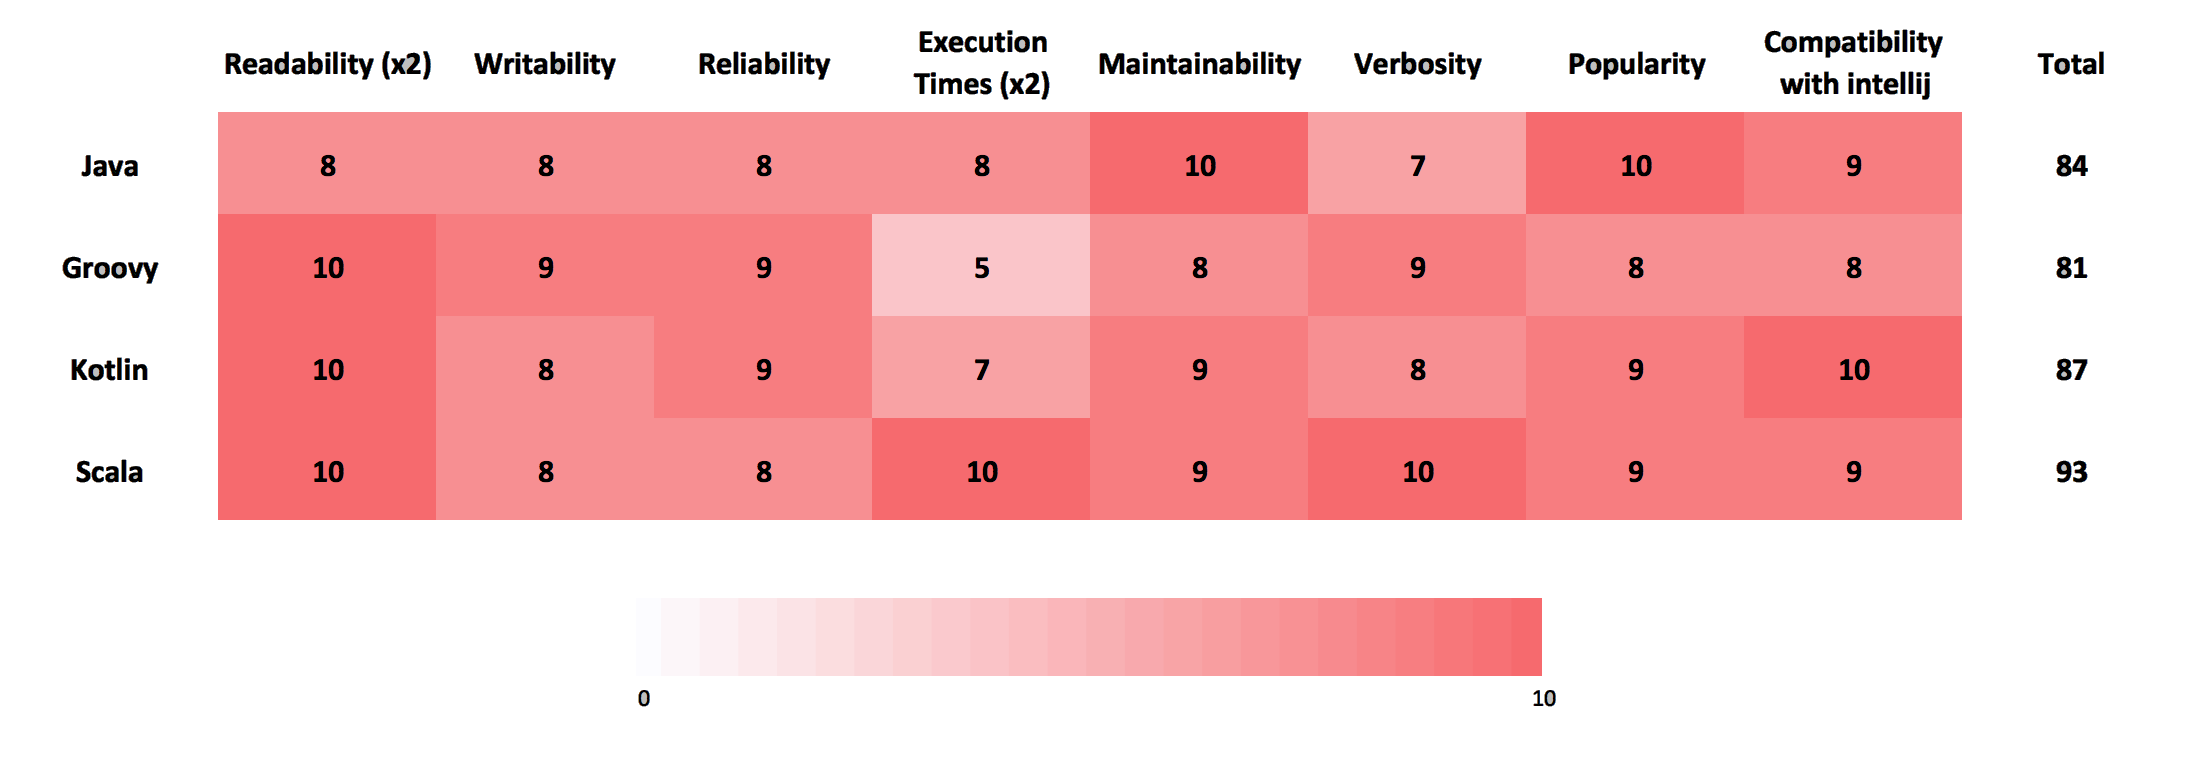 Readability (x2) Writability Reliability Execution Times (x2) Maintainability Verbosity Popularity Compatibility with intellij Total
Java 8 8 8 8 10 7 10 9 84
Groovy 10 9 9 5 8 9 8 8 81
Kotlin 10 8 9 7 9 8 9 10 87
Scala 10 8 8 10 9 10 9 9 93
0 10